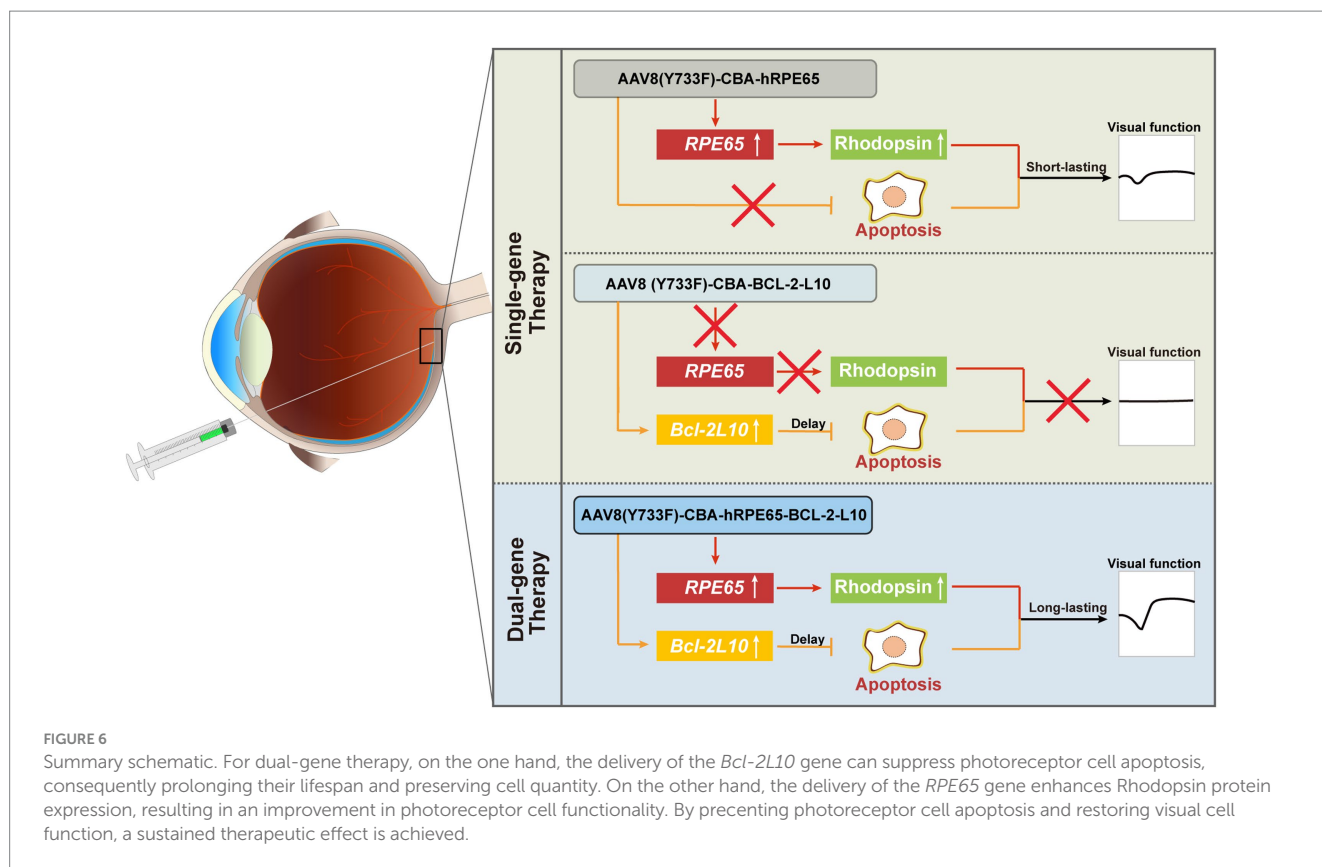 Single-gene
Therapy
AAV8(Y733F)-CBA-hRPE65
RPE65 ↑
Rhodopsin ↑
Apoptosis
Short-lasting
Visual function
AAV8 (Y733F)-CBA-BCL-2-L10
RPE65
Rhodopsin
Bcl-2L10 ↑
Delay
Apoptosis
Visual function
Dual-gene
Therapy
AAV8(Y733F)-CBA-hRPE65-BCL-2-L10
RPE65 ↑
Rhodopsin ↑
Bcl-2L10 ↑
Delay
Apoptosis
Long-lasting
Visual function
FIGURE 6
Summary schematic. For dual-gene therapy, on the one hand, the delivery of the Bcl-2L10 gene can suppress photoreceptor cell apoptosis,
consequently prolonging their lifespan and preserving cell quantity. On the other hand, the delivery of the RPE65 gene enhances Rhodopsin protein
expression, resulting in an improvement in photoreceptor cell functionality. By precenting photoreceptor cell apoptosis and restoring visual cell
function, a sustained therapeutic effect is achieved.